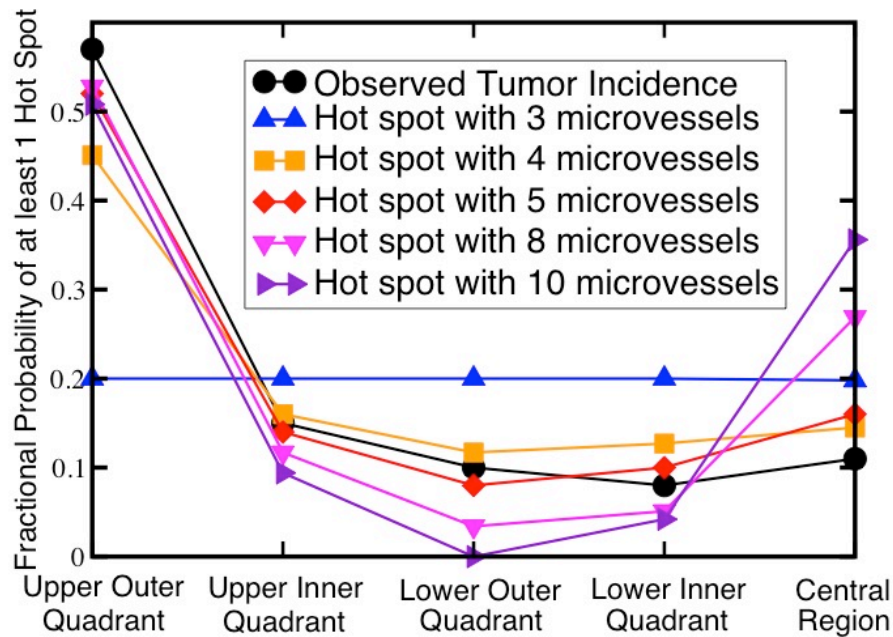 Fractional Probability of at least 1 Hot Spot
0.5
0.4
0.3
0.2
0.1
0
Observed Tumor Incidence
Hot spot with 3 microvessels
Hot spot with 4 microvessels
Hot spot with 5 microvessels
Hot spot with 8 microvessels
Hot spot with 10 microvessels
Upper Outer
Quadrant
Upper Inner
Quadrant
Lower Outer
Quadrant
Lower Inner
Quadrant
Central
Region